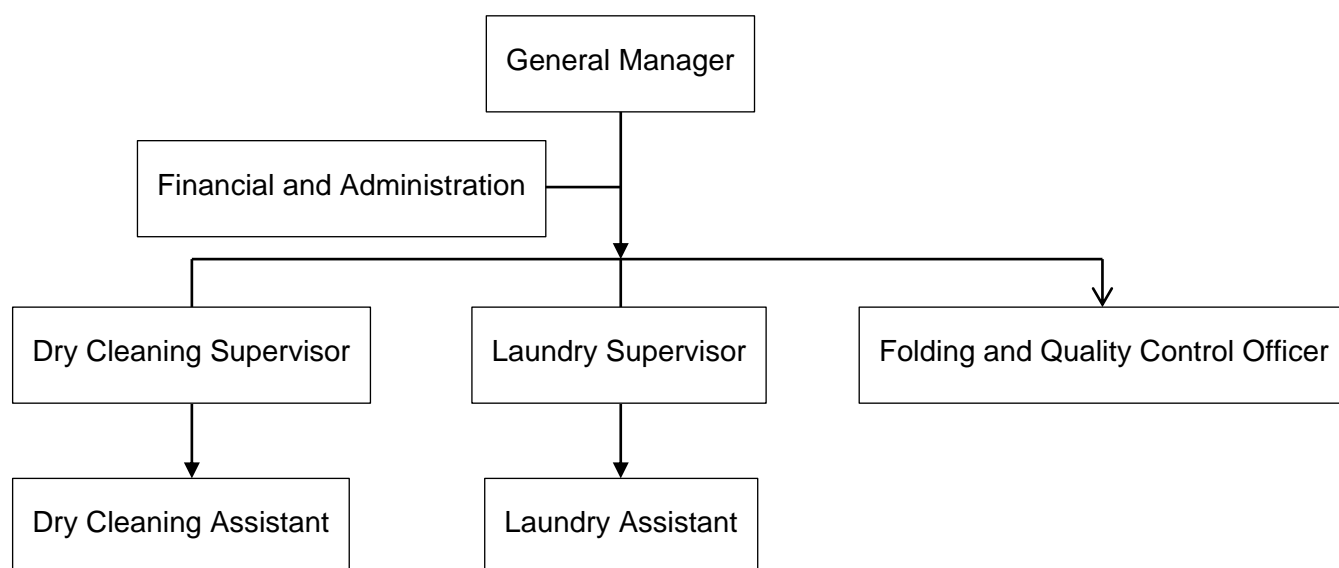 General Manager
Financial and Administration
Dry Cleaning Supervisor
Laundry Supervisor
Folding and Quality Control Officer
Dry Cleaning Assistant
Laundry Assistant